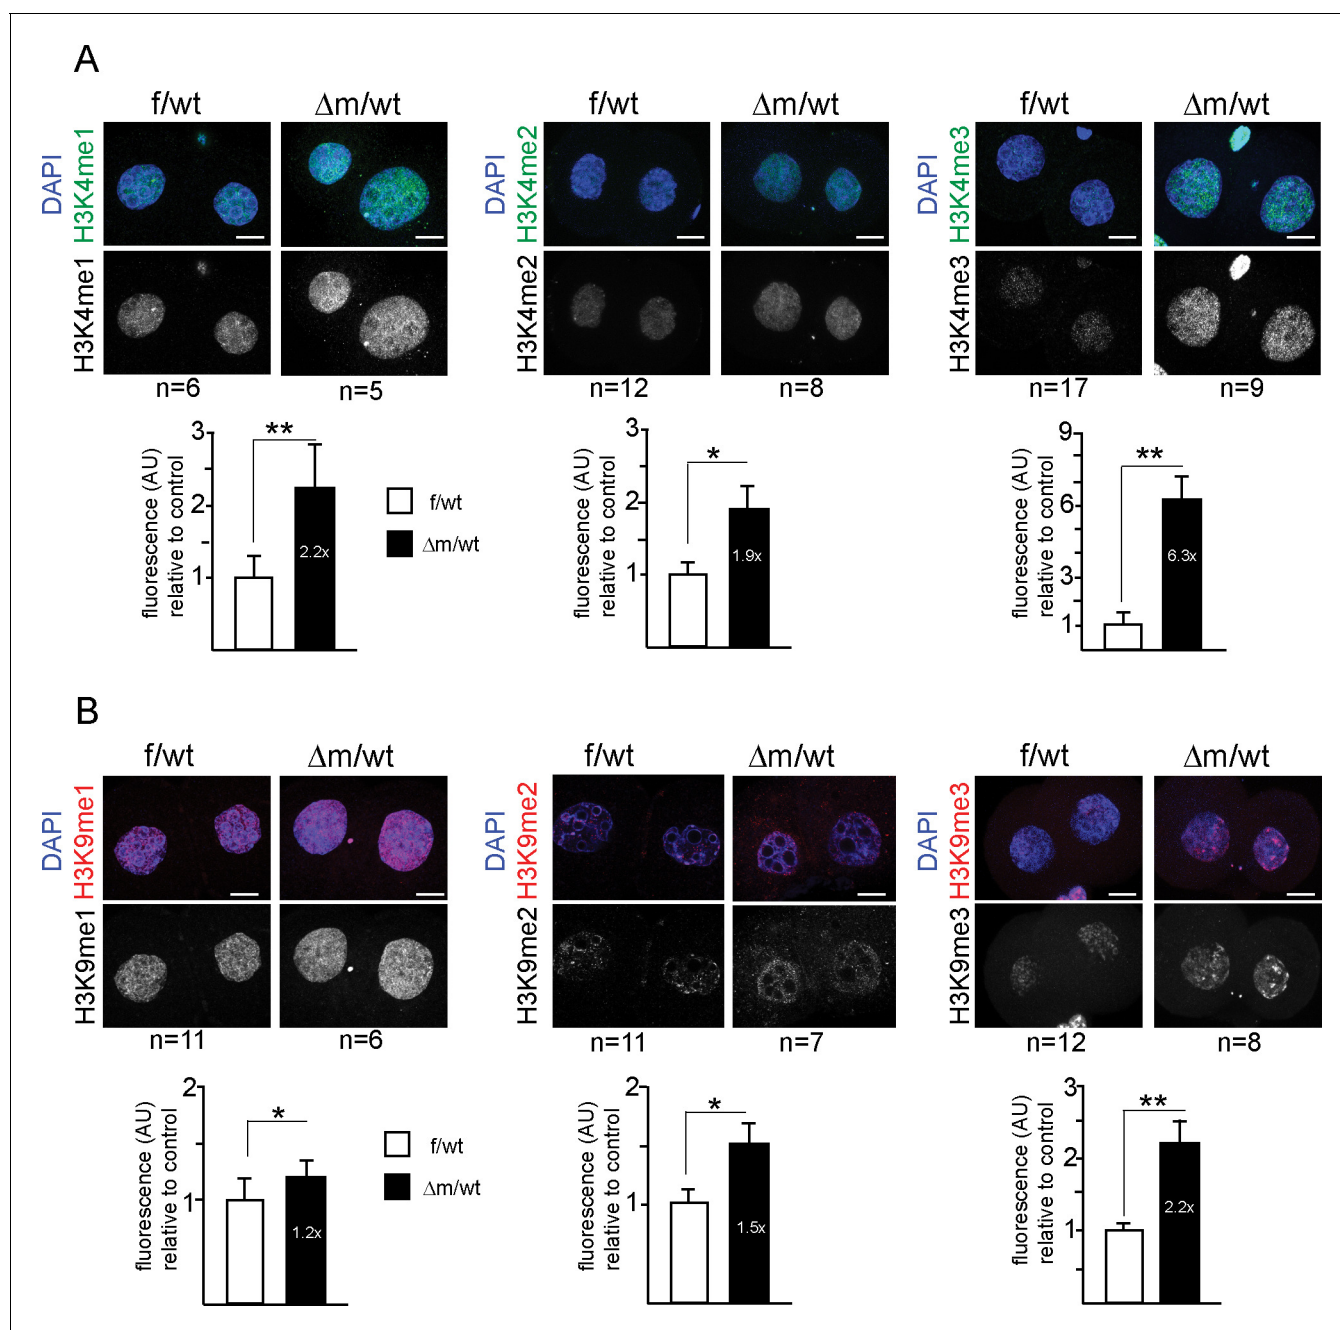 A
f/wt
Δm/wt
f/wt
Δm/wt
f/wt
Δm/wt
DAPI
H3K4me1
H3K4me1
DAPI
H3K4me2
H3K4me2
DAPI
H3K4me3
H3K4me3
n=6
n=5
n=12
n=8
n=17
n=9
fluorescence (AU)
relative to control
3
2
1
**
2.2x
f/wt
Δm/wt
fluorescence (AU)
relative to control
3
2
1
*
1.9x
fluorescence (AU)
relative to control
9
6
3
1
**
6.3x
B
f/wt
Δm/wt
f/wt
Δm/wt
f/wt
Δm/wt
DAPI
H3K9me1
H3K9me1
DAPI
H3K9me2
H3K9me2
DAPI
H3K9me3
H3K9me3
n=11
n=6
n=11
n=7
n=12
n=8
fluorescence (AU)
relative to control
2
1
*
1.2x
f/wt
Δm/wt
fluorescence (AU)
relative to control
2
1
*
1.5x
fluorescence (AU)
relative to control
3
2
1
**
2.2x